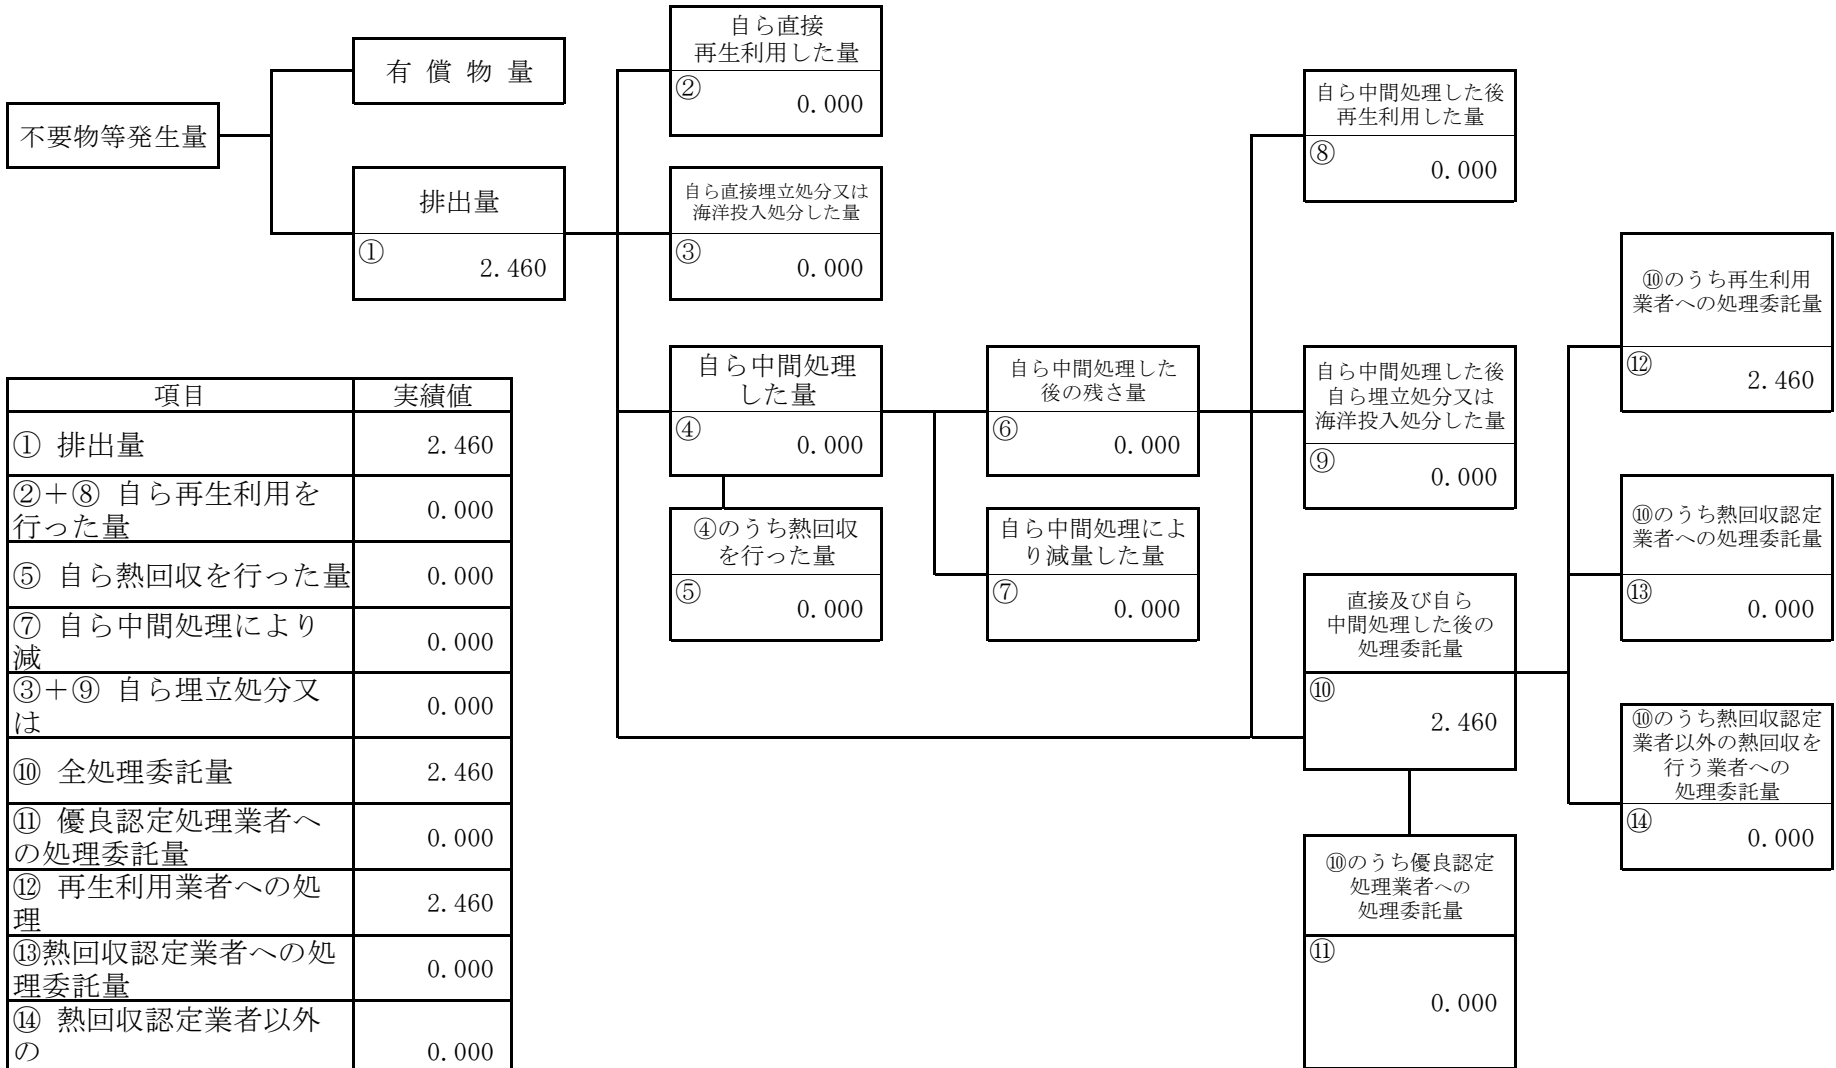 自ら直接
再生利用した量
②
0.000
有 償 物 量
不要物等発生量
排出量
①
2.460
自ら直接埋立処分又は
海洋投入処分した量
③
0.000
自ら中間処理した後
再生利用した量
⑧
0.000
自ら中間処理
した量
④
0.000
自ら中間処理した
後の残さ量
⑥
0.000
自ら中間処理した後
自ら埋立処分又は
海洋投入処分した量
⑨
0.000
④のうち熱回収
を行った量
⑤
0.000
自ら中間処理によ
り減量した量
⑦
0.000
直接及び自ら
中間処理した後の
処理委託量
⑩
2.460
⑩のうち優良認定
処理業者への
処理委託量
⑪
0.000
⑩のうち再生利用
業者への処理委託量
⑫
2.460
⑩のうち熱回収認定
業者への処理委託量
⑬
0.000
⑩のうち熱回収認定
業者以外の熱回収を
行う業者への
処理委託量
⑭
0.000
項目 実績値
① 排出量 2.460
②+⑧ 自ら再生利用を
行った量 0.000
⑤ 自ら熱回収を行った量 0.000
⑦ 自ら中間処理により
減 0.000
③+⑨ 自ら埋立処分又
は 0.000
⑩ 全処理委託量 2.460
⑪ 優良認定処理業者へ
の処理委託量 0.000
⑫ 再生利用業者への処
理 2.460
⑬熱回収認定業者への処
理委託量 0.000
⑭ 熱回収認定業者以外
の 0.000